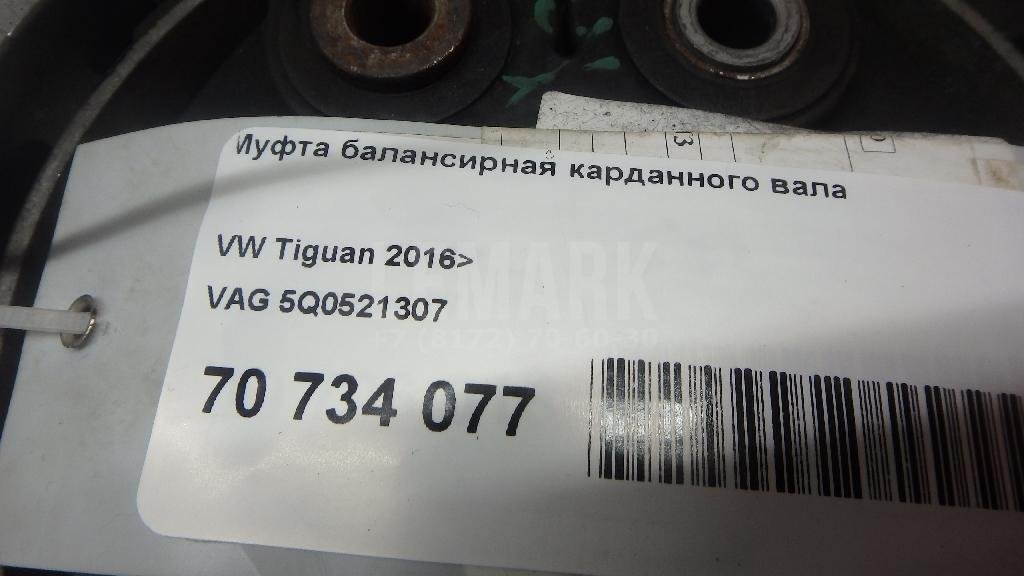 Муфта балансирная карданного вала
VW Tiguan 2016>
VAG 5Q0521307
70 734 077